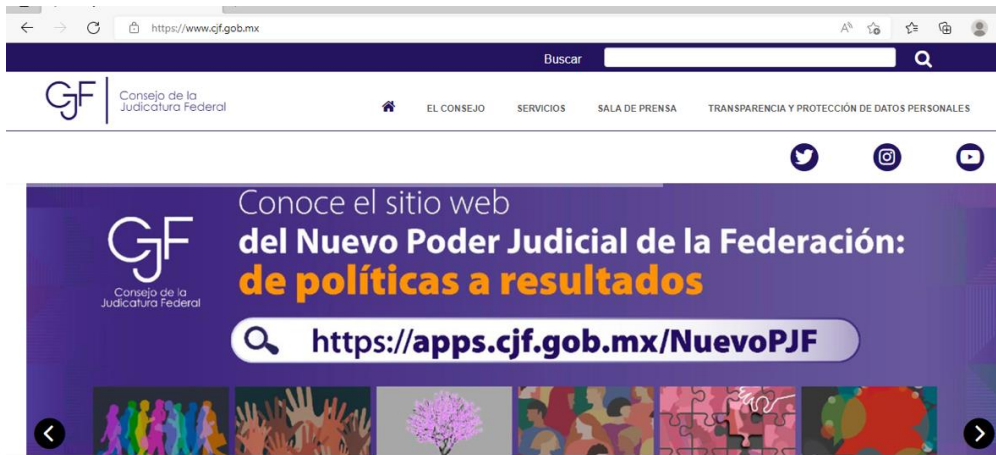 https://www.cjf.gob.mx
Buscar
CJF
Consejo de la
Judicatura Federal
EL CONSEJO SERVICIOS SALA DE PRENSA TRANSPARENCIA Y PROTECCIÓN DE DATOS PERSONALES
Conoce el sitio web
del Nuevo Poder Judicial de la Federación:
de políticas a resultados
CJF
Consejo de la
Judicatura Federal
https://apps.cjf.gob.mx/NuevoPJF